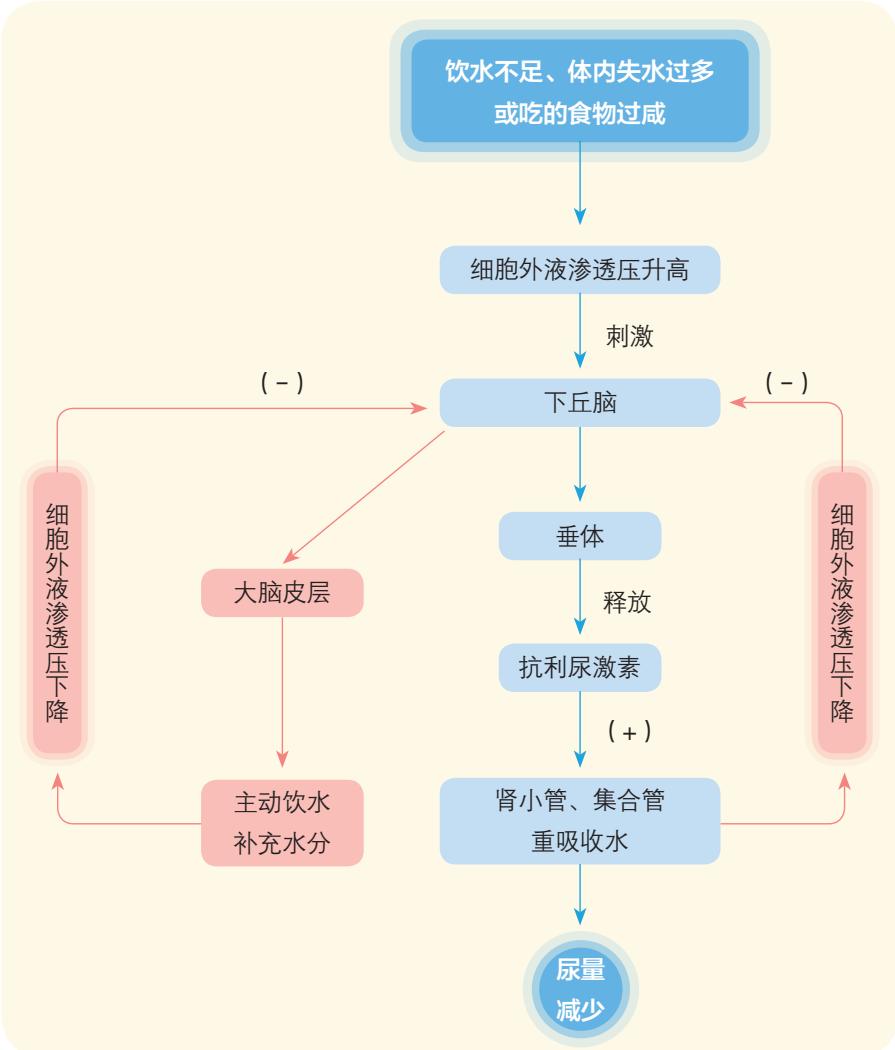 饮水不足、体内失水过多
或吃的食物过咸
细胞外液渗透压升高
刺激
(－)
(－)
下丘脑
垂体
释放
大脑皮层
抗利尿激素
(＋)
细胞外液渗透压下降
细胞外液渗透压下降
主动饮水
补充水分
肾小管、集合管
重吸收水
尿量
减少